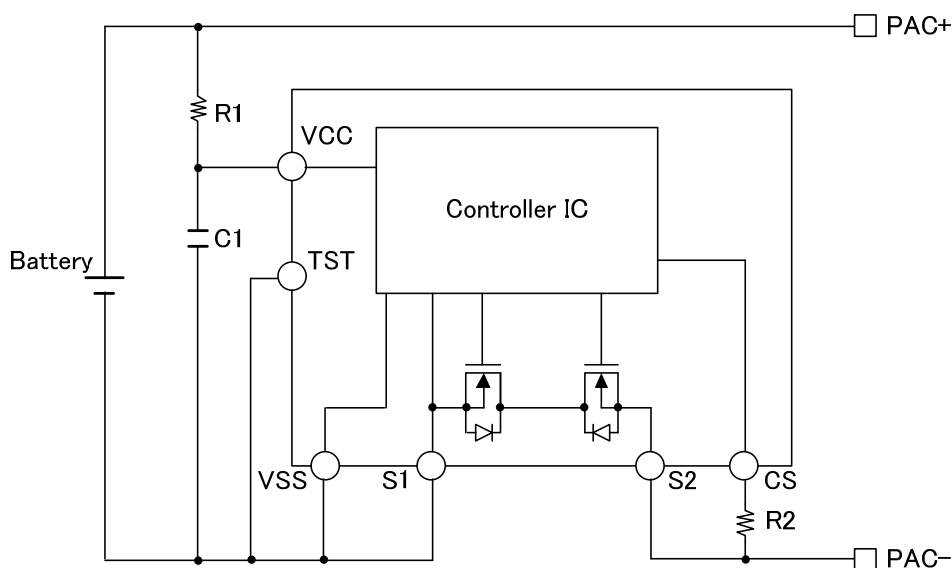 PAC+
R1
VCC
Controller IC
C1
TST
Battery
VSS
S1
S2
CS
R2
PAC−